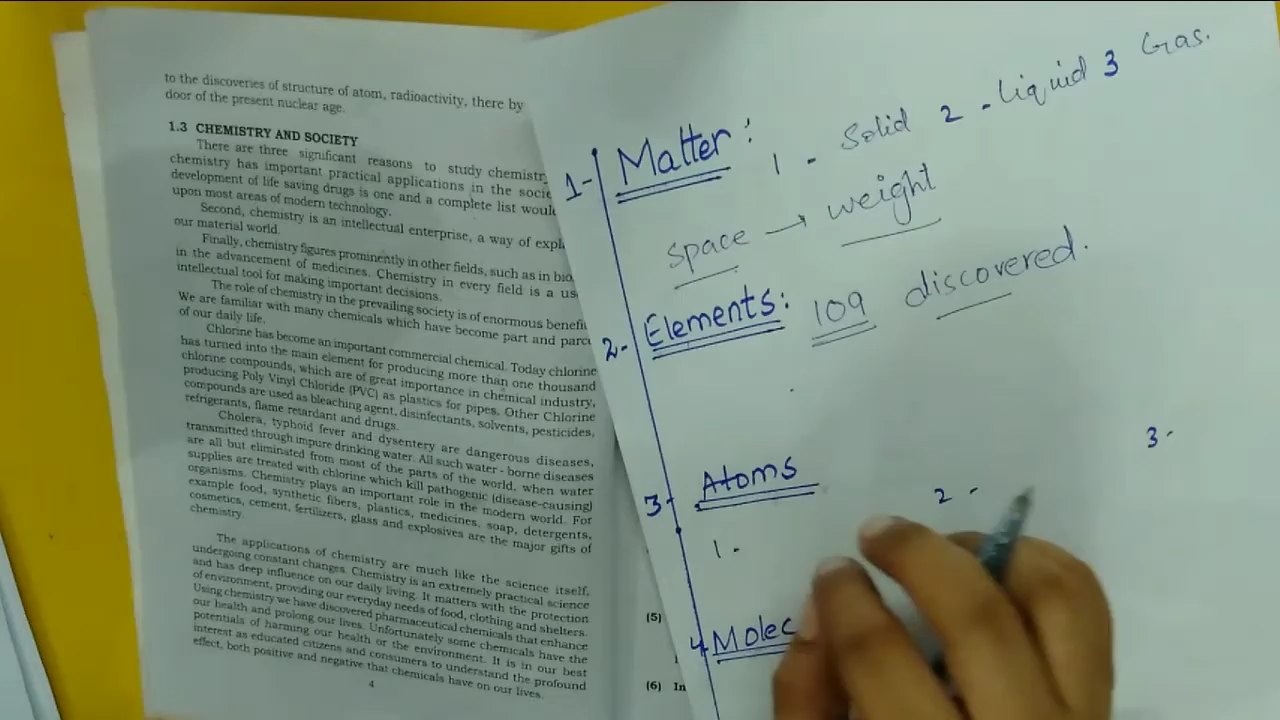 to the discoveries of structure of atom, radioactivity, there by
door of the present nuclear age.
1.3 CHEMISTRY AND SOCIETY
There are three significant reasons to study chemistry
chemistry has important practical applications in the
development of life saving drugs is one and a complete list
upon most areas of modern technology.
Second, chemistry is an intellectual enterprise, a way of
our material world.
Finally, chemistry figures prominently in other fields, such as in
in the advancement of medicines. Chemistry in every field is a
intellectual tool for making important decisions.
The role of chemistry in the prevailing society is of enormous
We are familiar with many chemicals which have become part and
of our daily life.
Chlorine has become an important commercial chemical. Today chlorine
has turned into the main element for producing more than one thousand
chlorine compounds, which are of great importance in chemical industry,
producing Poly Vinyl Chloride (PVC) as plastics for pipes. Other Chlorine
compounds are used as bleaching agent, disinfectants, solvents, pesticides,
refrigerants, flame retardant and drugs.
Cholera, typhoid fever and dysentery are dangerous diseases,
transmitted through impure drinking water. All such water - borne diseases
are all but eliminated from most of the parts of the world, when water
supplies are treated with chlorine which kill pathogenic (disease-causing)
organisms. Chemistry plays an important role in the modern world. For
example food, synthetic fibers, plastics, medicines, soap, detergents,
cosmetics, cement, fertilizers, glass and explosives are the major gifts of
chemistry.
The applications of chemistry are much like the science itself,
undergoing constant changes. Chemistry is an extremely practical science
and has deep influence on our daily living. It matters with the protection
of environment, providing our everyday needs of food, clothing and shelters.
Using chemistry we have discovered pharmaceutical chemicals that enhance
our health and prolong our lives. Unfortunately some chemicals have the
potentials of harming our health or the environment. It is in our best
interest as educated citizens and consumers to understand the profound
effect, both positive and negative that chemicals have on our lives.
4
(5)
(6) In
1- Matter: 1 - Solid 2 - Liquid 3 Gas.
space → weight
2- Elements: 109 discovered.
3- Atoms
1 - 2 - 3 -
4 Molec